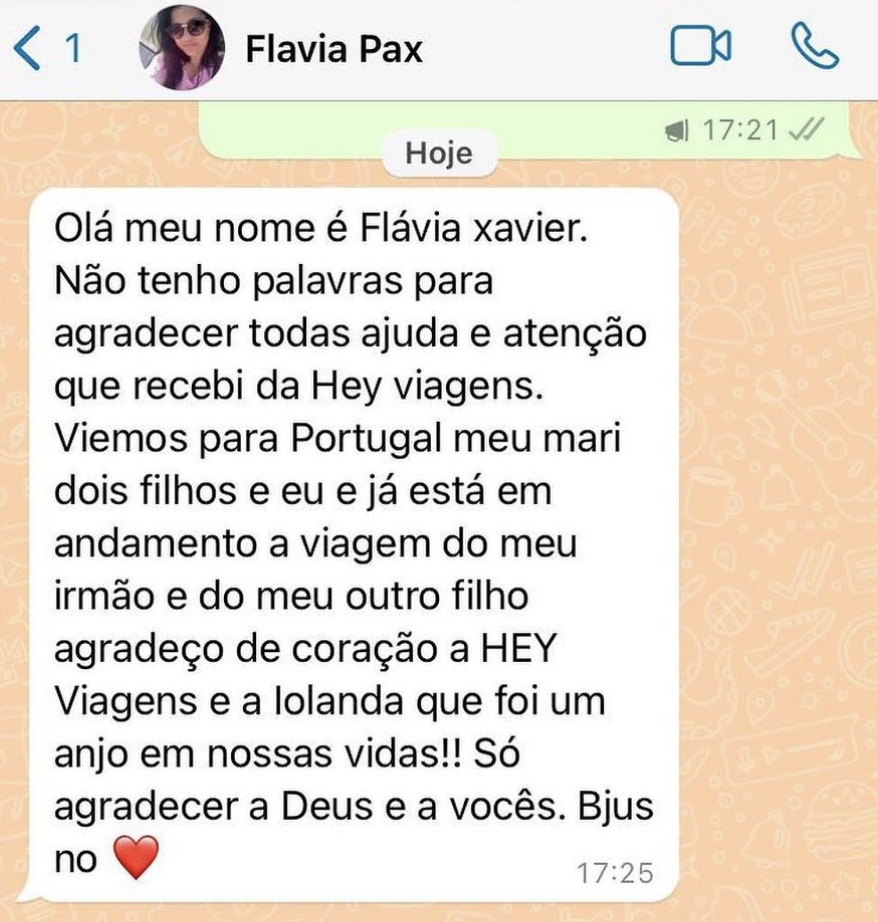 1 Flavia Pax
17:21
Hoje
Olá meu nome é Flávia xavier.
Não tenho palavras para
agradecer todas ajuda e atenção
que recebi da Hey viagens.
Viemos para Portugal meu mari
dois filhos e eu e já está em
andamento a viagem do meu
irmão e do meu outro filho
agradeço de coração a HEY
Viagens e a Iolanda que foi um
anjo em nossas vidas!! Só
agradecer a Deus e a vocês. Bjus
no ❤️
17:25